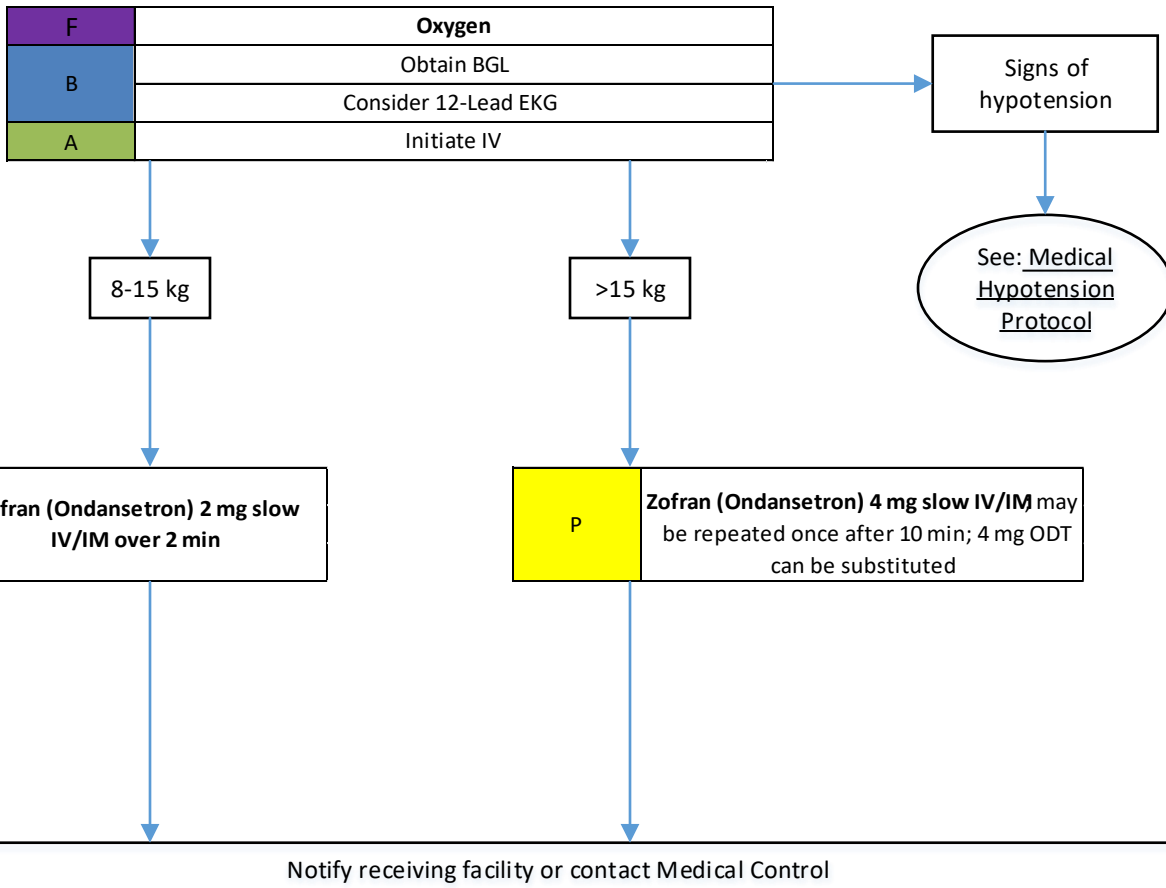 F Oxygen
B Obtain BGL
Consider 12-Lead EKG
A Initiate IV
Signs of
hypotension
8-15 kg
>15 kg
See: Medical
Hypotension
Protocol
fran (Ondansetron) 2 mg slow
IV/IM over 2 min
P
Zofran (Ondansetron) 4 mg slow IV/IM; may
be repeated once after 10 min; 4 mg ODT
can be substituted
Notify receiving facility or contact Medical Control